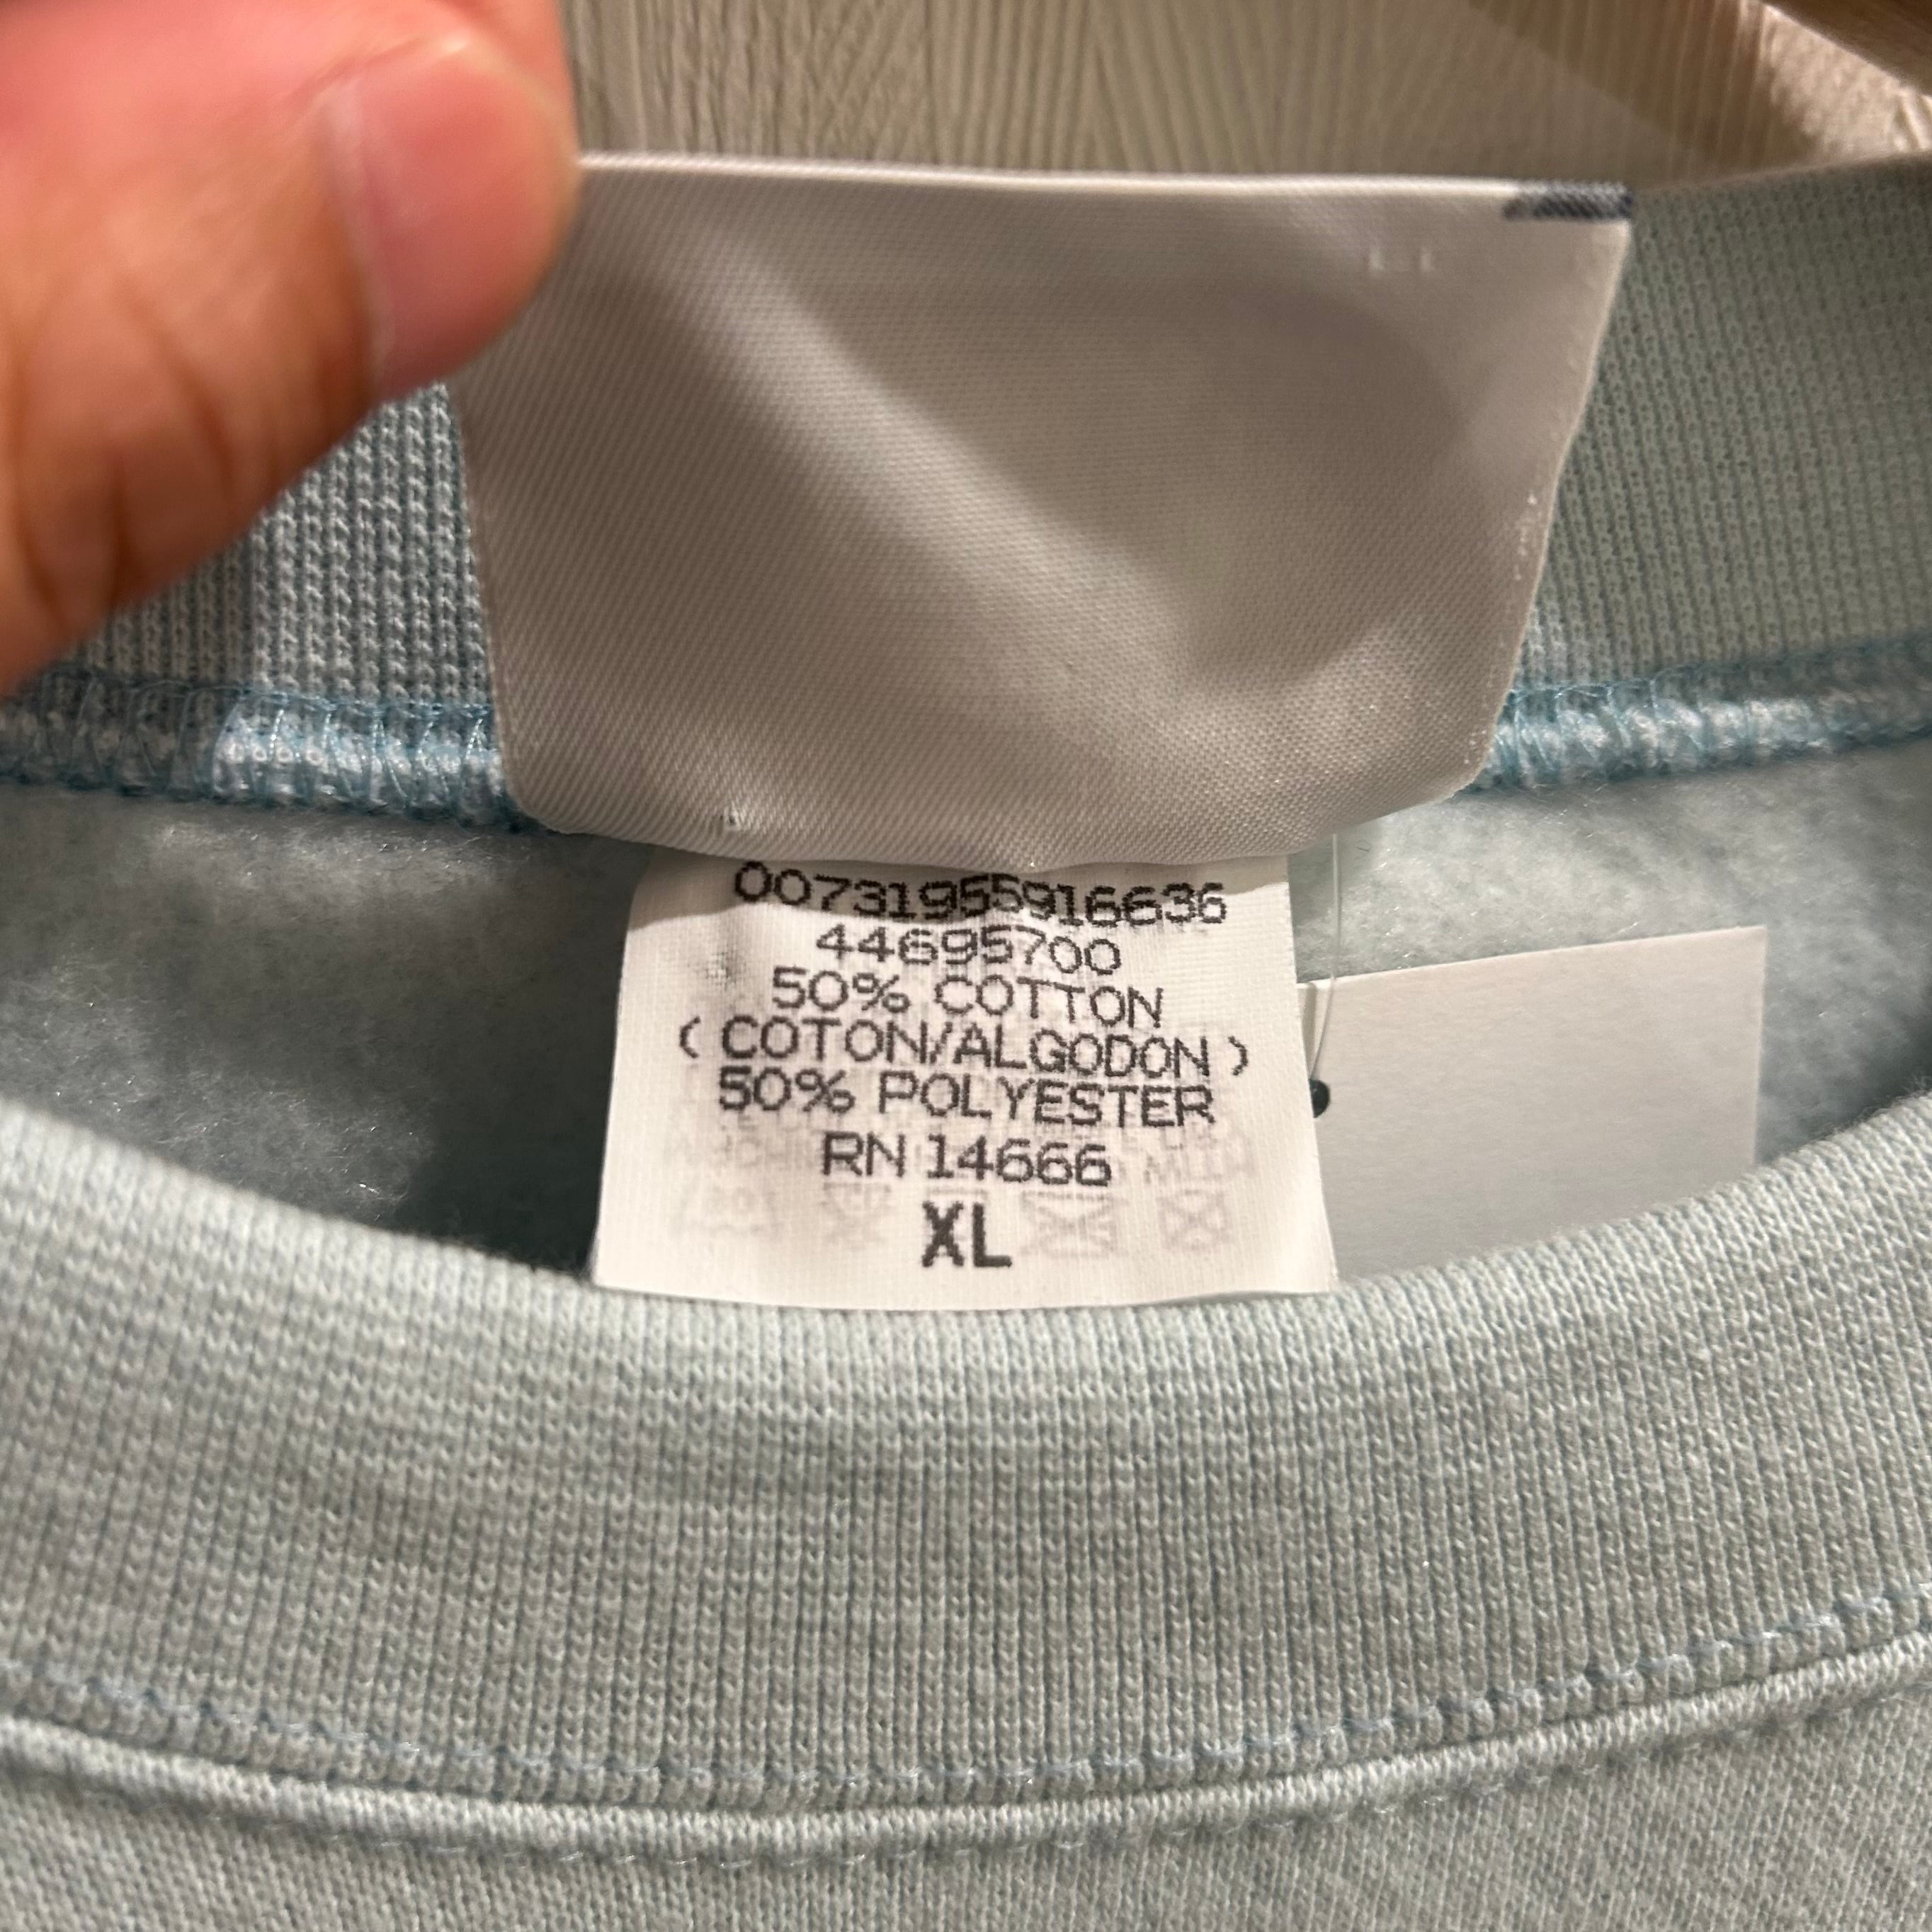 00731955916636
44695700
50% COTTON
(COTON/ALGODON)
50% POLYESTER
RN 14666
XL